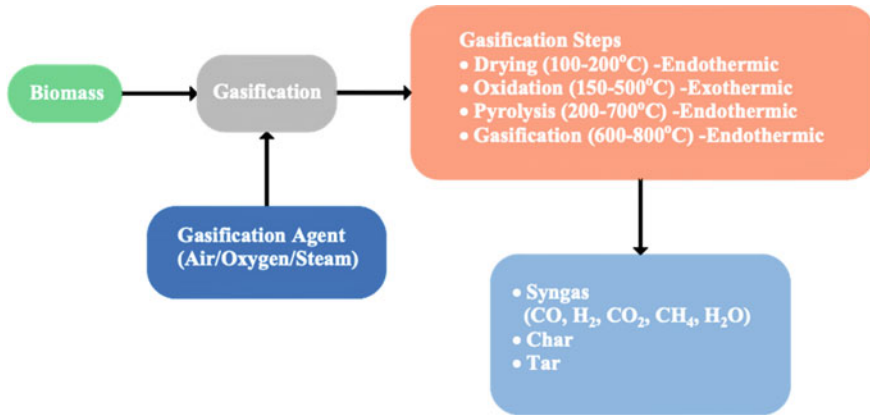 Biomass
Gasification
Gasification Agent
(Air/Oxygen/Steam)
Gasification Steps
• Drying (100-200°C) -Endothermic
• Oxidation (150-500°C) -Exothermic
• Pyrolysis (200-700°C) -Endothermic
• Gasification (600-800°C) -Endothermic
• Syngas
(CO, H₂, CO₂, CH₄, H₂O)
• Char
• Tar